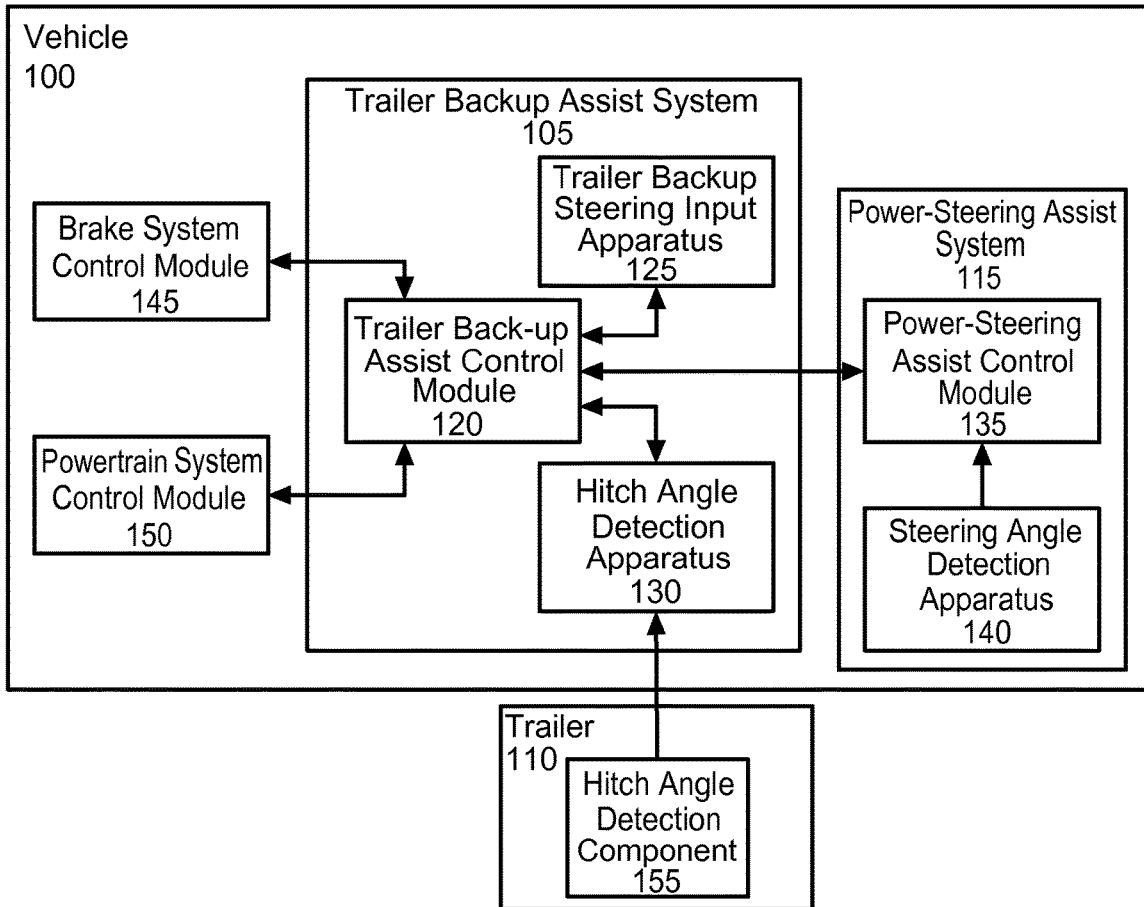 Vehicle
100
Trailer Backup Assist System
105
Trailer Backup
Steering Input
Apparatus
125
Brake System
Control Module
145
Power-Steering Assist
System
115
Trailer Back-up
Assist Control
Module
120
Power-Steering
Assist Control
Module
135
Powertrain System
Control Module
150
Hitch Angle
Detection
Apparatus
130
Steering Angle
Detection
Apparatus
140
Trailer
110
Hitch Angle
Detection
Component
155